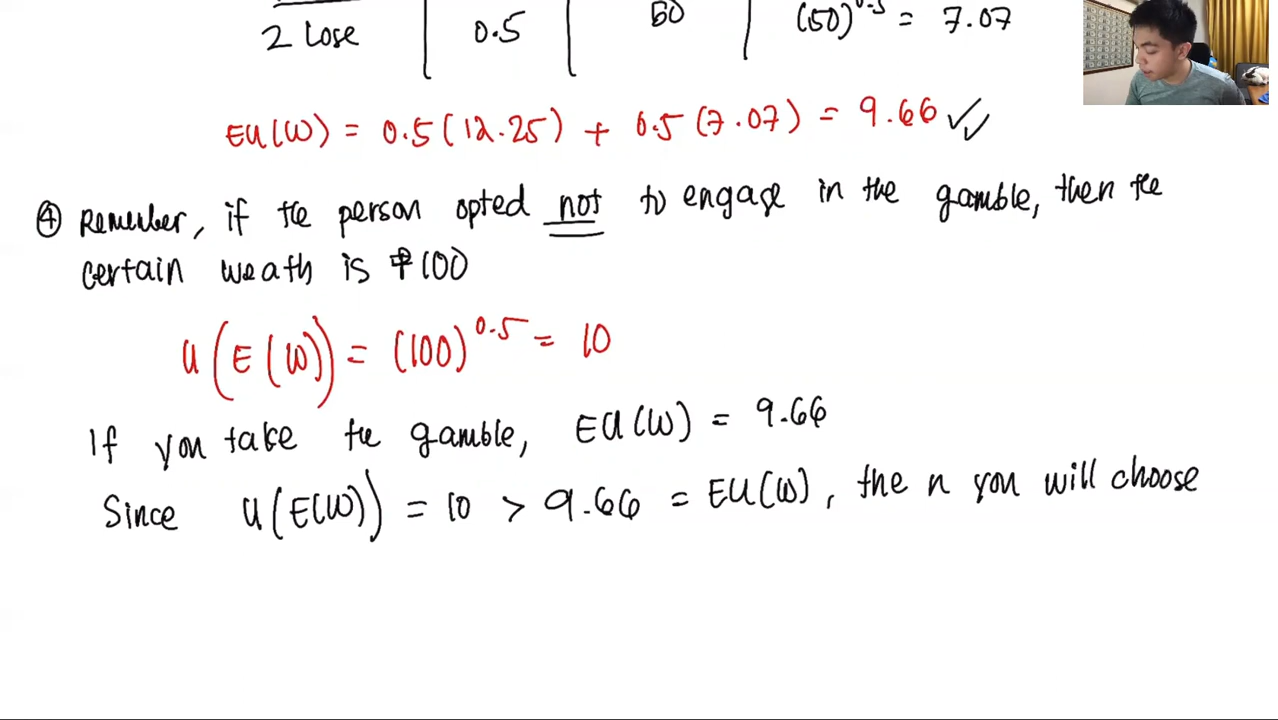 2 Lose 0.5 50 (50)^0.5 = 7.07
EU(W) = 0.5(12.25) + 0.5(7.07) = 9.66 ✓✓
④ Remember, if the person opted not to engage in the gamble, then the
certain weath is ₱100
U(E(W)) = (100)^0.5 = 10
If you take the gamble, EU(W) = 9.66
Since U(E(W)) = 10 > 9.66 = EU(W), the n you will choose